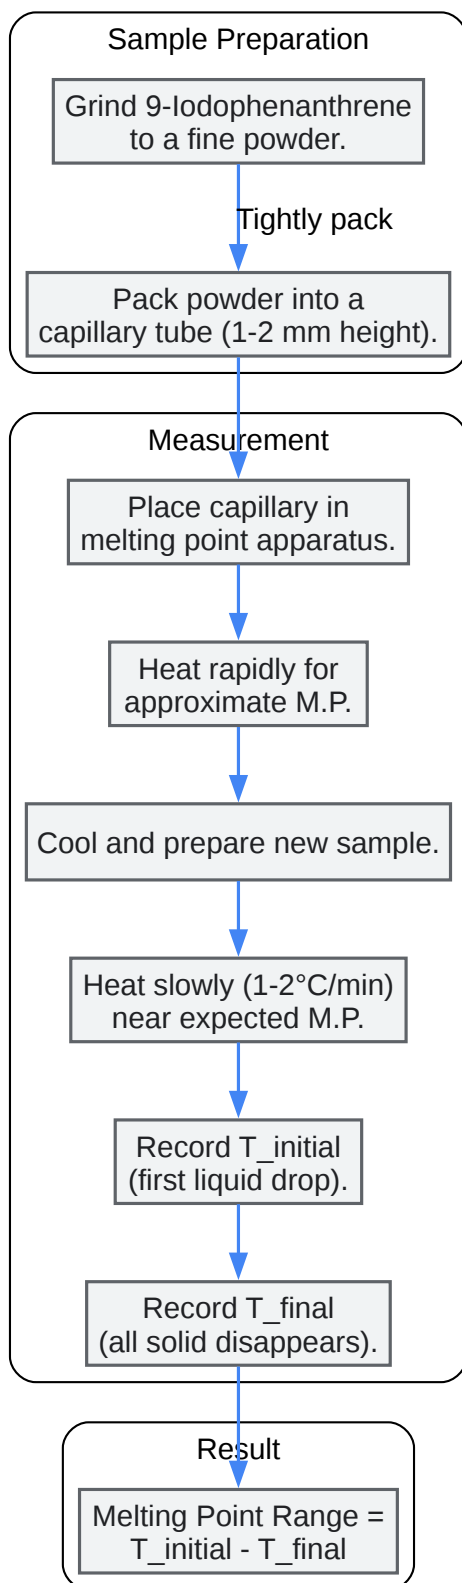 Sample Preparation
Grind 9-Iodophenanthrene
to a fine powder.
Tightly pack
Pack powder into a
capillary tube (1-2 mm height).
Measurement
Place capillary in
melting point apparatus.
Heat rapidly for
approximate M.P.
Cool and prepare new sample.
Heat slowly (1-2°C/min)
near expected M.P.
Record T_initial
(first liquid drop).
Record T_final
(all solid disappears).
Result
Melting Point Range =
T_initial - T_final